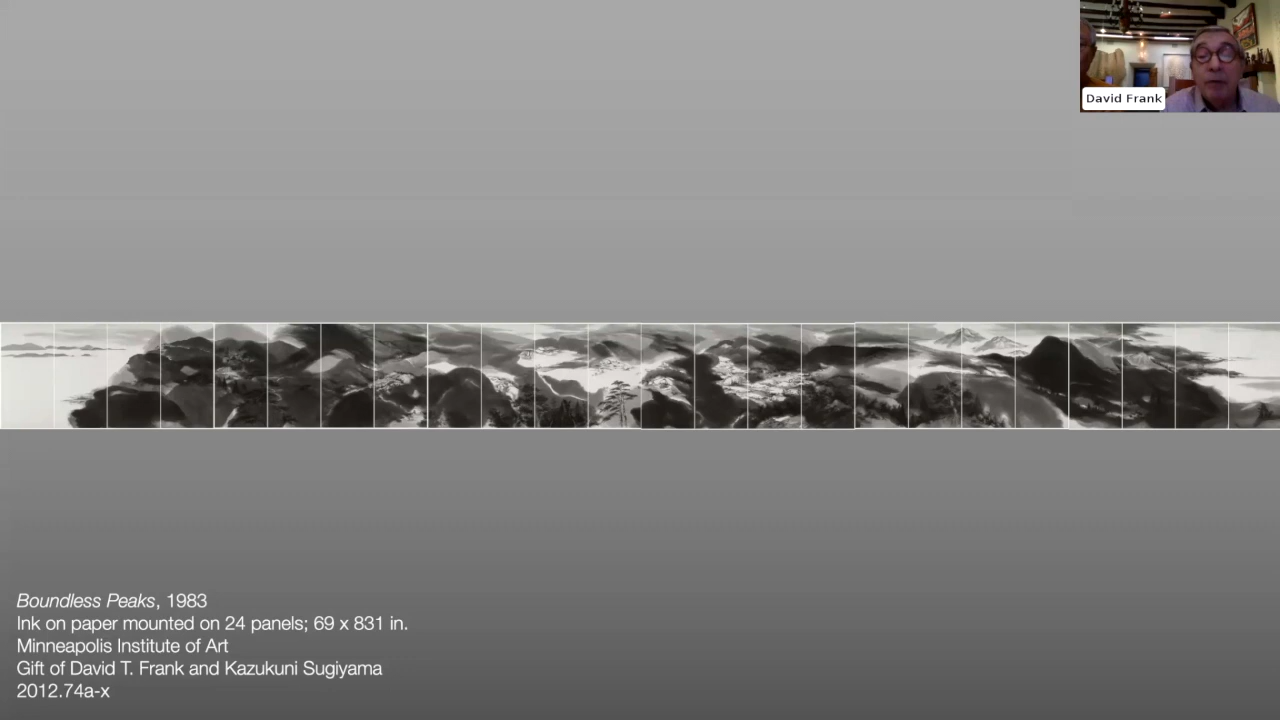 David Frank
Boundless Peaks, 1983
Ink on paper mounted on 24 panels; 69 x 831 in.
Minneapolis Institute of Art
Gift of David T. Frank and Kazukuni Sugiyama
2012.74a-x